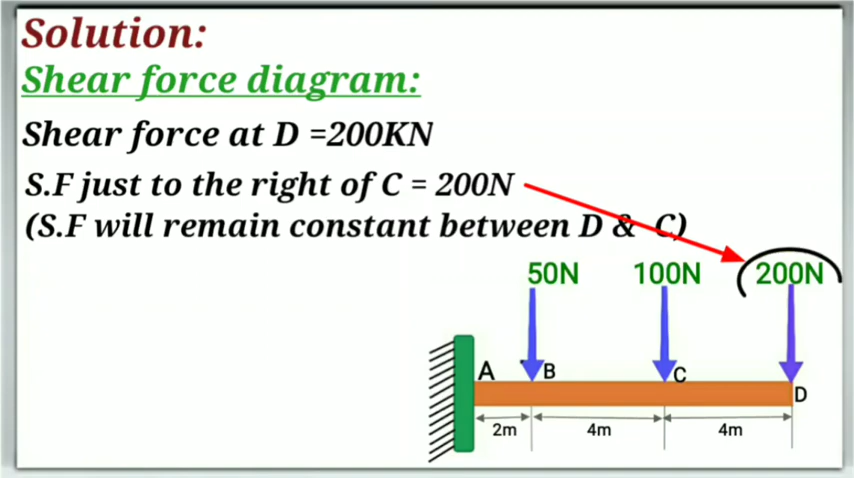 Solution:
Shear force diagram:
Shear force at D =200KN
S.F just to the right of C = 200N
(S.F will remain constant between D & C)
50N 100N 200N
A B C D
2m 4m 4m